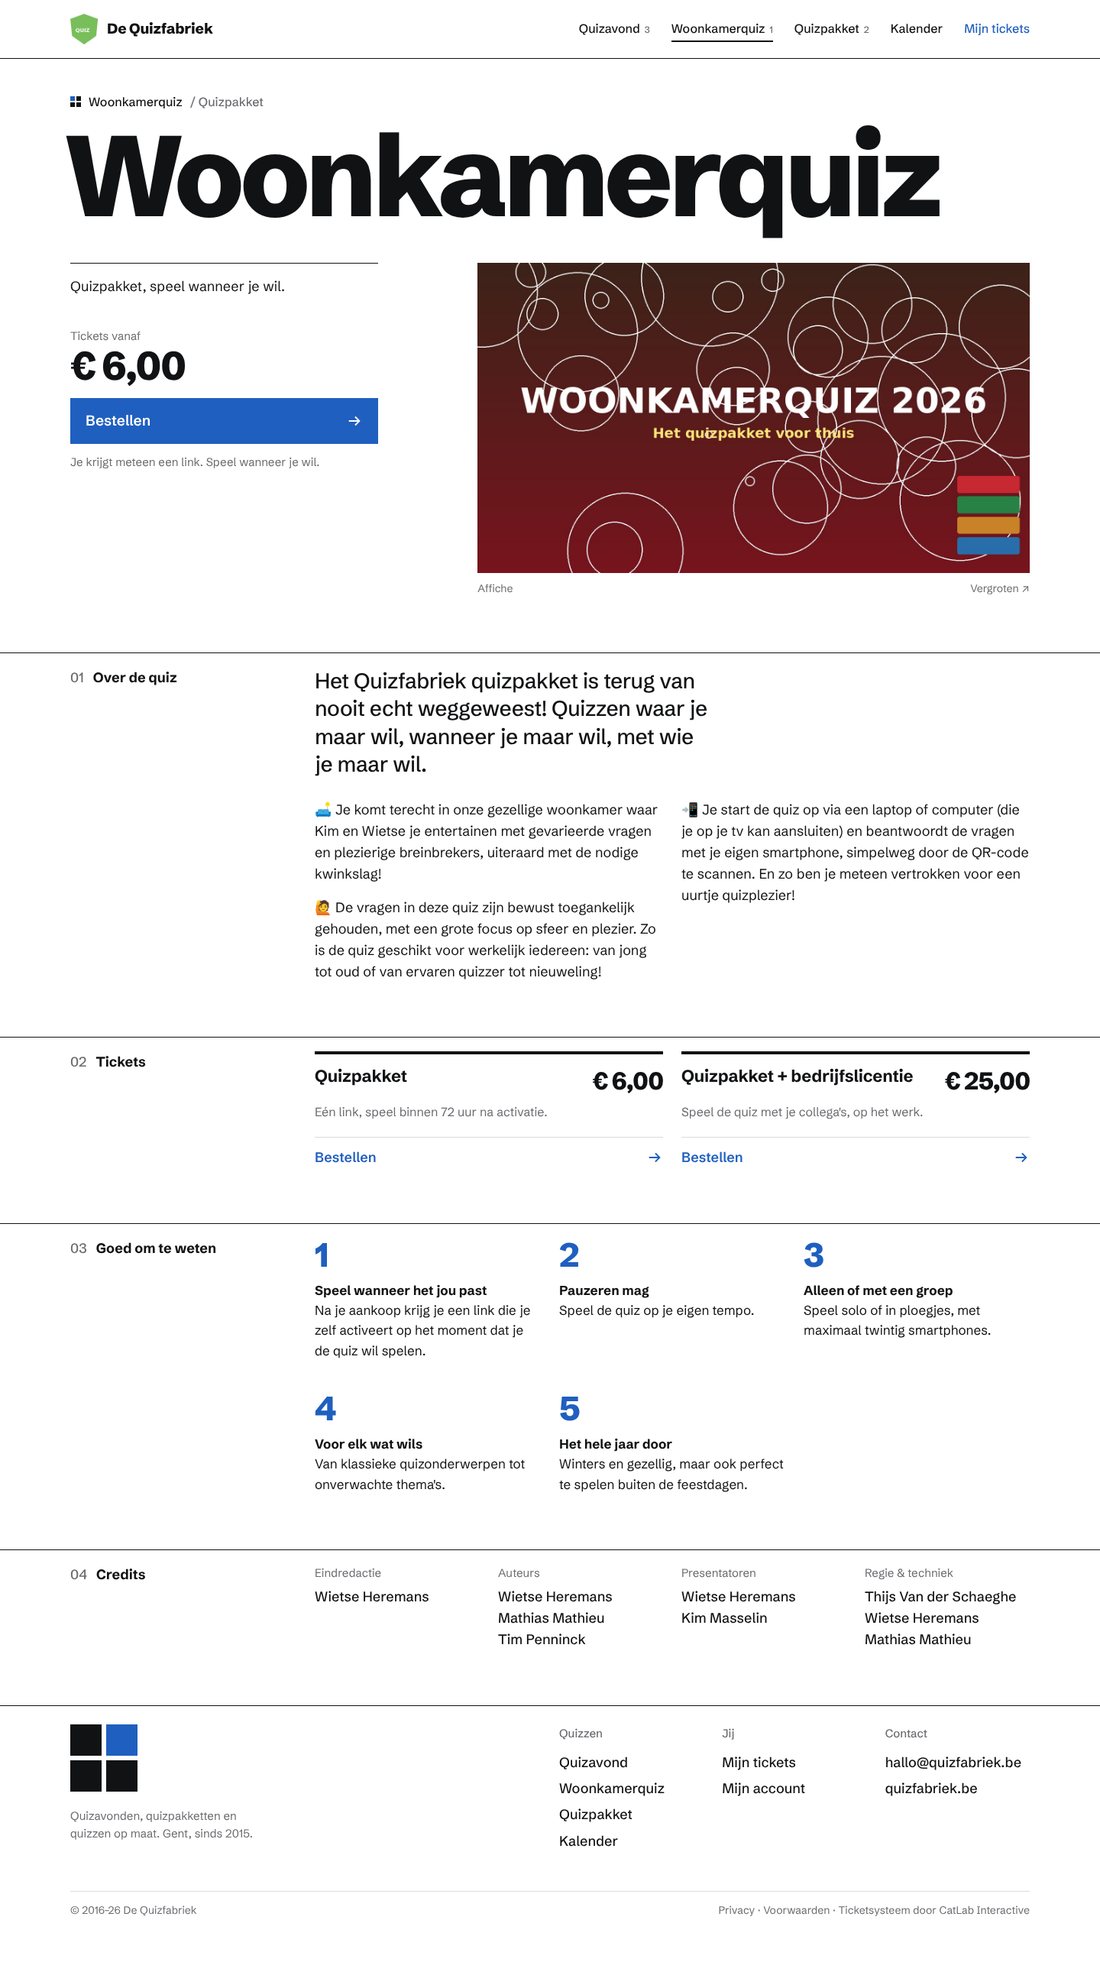 QUIZ
De Quizfabriek
Quizavond 3
Woonkamerquiz 1
Quizpakket 2
Kalender
Mijn tickets
Woonkamerquiz / Quizpakket
Woonkamerquiz
Quizpakket, speel wanneer je wil.
Tickets vanaf
€ 6,00
Bestellen →
Je krijgt meteen een link. Speel wanneer je wil.
WOONKAMERQUIZ 2026
Het quizpakket voor thuis
Affiche
Vergroten ↗
01 Over de quiz
Het Quizfabriek quizpakket is terug van
nooit echt weggeweest! Quizzen waar je
maar wil, wanneer je maar wil, met wie
je maar wil.
🛋️ Je komt terecht in onze gezellige woonkamer waar
Kim en Wietse je entertainen met gevarieerde vragen
en plezierige breinbrekers, uiteraard met de nodige
kwinkslag!
🙋 De vragen in deze quiz zijn bewust toegankelijk
gehouden, met een grote focus op sfeer en plezier. Zo
is de quiz geschikt voor werkelijk iedereen: van jong
tot oud of van ervaren quizzer tot nieuweling!
📲 Je start de quiz op via een laptop of computer (die
je op je tv kan aansluiten) en beantwoordt de vragen
met je eigen smartphone, simpelweg door de QR-code
te scannen. En zo ben je meteen vertrokken voor een
uurtje quizplezier!
02 Tickets
Quizpakket € 6,00
Eén link, speel binnen 72 uur na activatie.
Bestellen →
Quizpakket + bedrijfslicentie € 25,00
Speel de quiz met je collega's, op het werk.
Bestellen →
03 Goed om te weten
1
Speel wanneer het jou past
Na je aankoop krijg je een link die je
zelf activeert op het moment dat je
de quiz wil spelen.
2
Pauzeren mag
Speel de quiz op je eigen tempo.
3
Alleen of met een groep
Speel solo of in ploegjes, met
maximaal twintig smartphones.
4
Voor elk wat wils
Van klassieke quizonderwerpen tot
onverwachte thema's.
5
Het hele jaar door
Winters en gezellig, maar ook perfect
te spelen buiten de feestdagen.
04 Credits
Eindredactie
Wietse Heremans
Auteurs
Wietse Heremans
Mathias Mathieu
Tim Penninck
Presentatoren
Wietse Heremans
Kim Masselin
Regie & techniek
Thijs Van der Schaeghe
Wietse Heremans
Mathias Mathieu
Quizavonden, quizpakketten en
quizzen op maat. Gent, sinds 2015.
Quizzen
Quizavond
Woonkamerquiz
Quizpakket
Kalender
Jij
Mijn tickets
Mijn account
Contact
hallo@quizfabriek.be
quizfabriek.be
© 2016-26 De Quizfabriek
Privacy · Voorwaarden · Ticketsysteem door CatLab Interactive